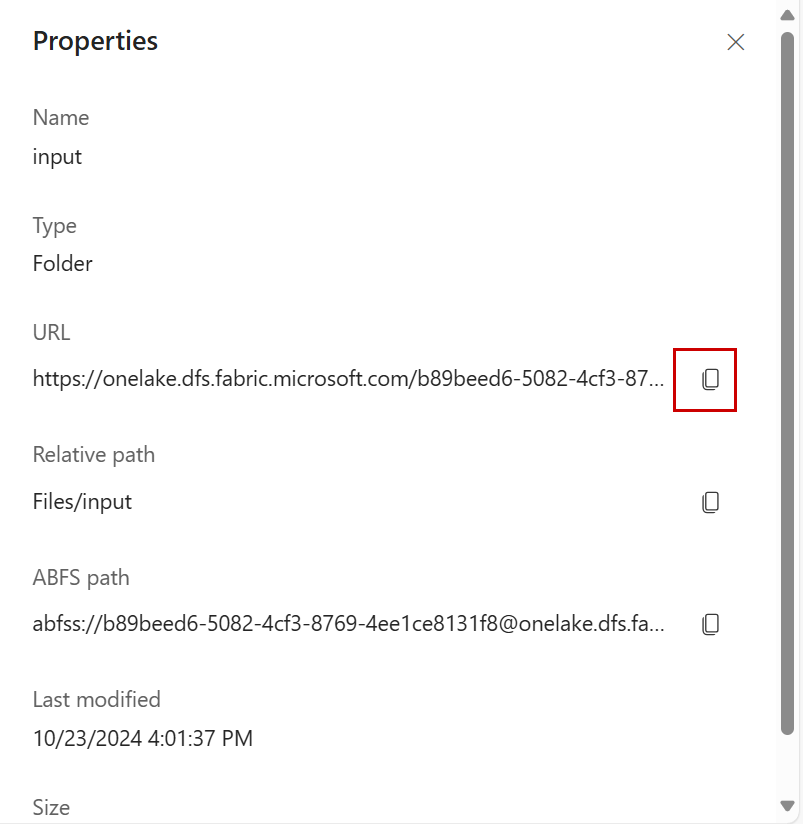 Properties
Name
input
Type
Folder
URL
https://onelake.dfs.fabric.microsoft.com/b89beed6-5082-4cf3-87...
Relative path
Files/input
ABFS path
abfss://b89beed6-5082-4cf3-8769-4ee1ce8131f8@onelake.dfs.fa...
Last modified
10/23/2024 4:01:37 PM
Size